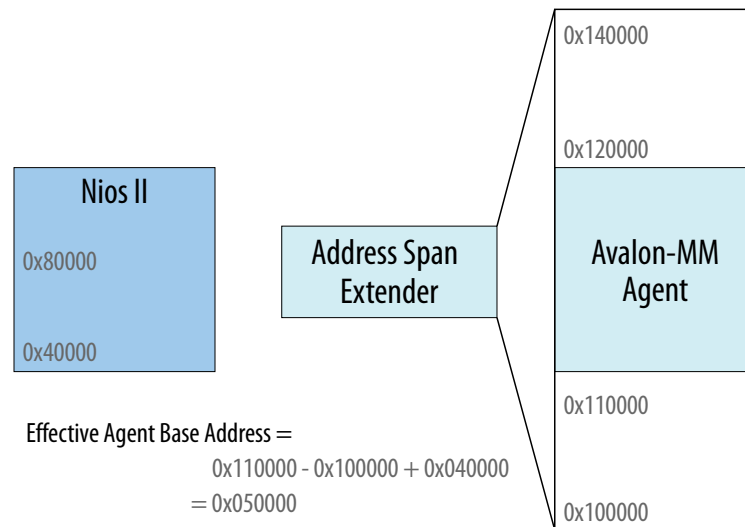 0x140000
0x120000
Nios II
0x80000
0x40000
Address Span
Extender
Avalon-MM
Agent
0x110000
0x100000
Effective Agent Base Address =
0x110000 - 0x100000 + 0x040000
= 0x050000